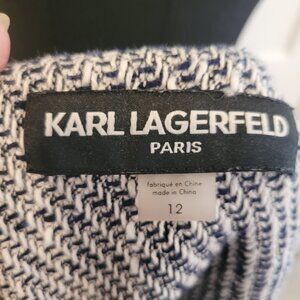 KARL LAGERFELD
PARIS
fabriqué en Chine
made in China
12